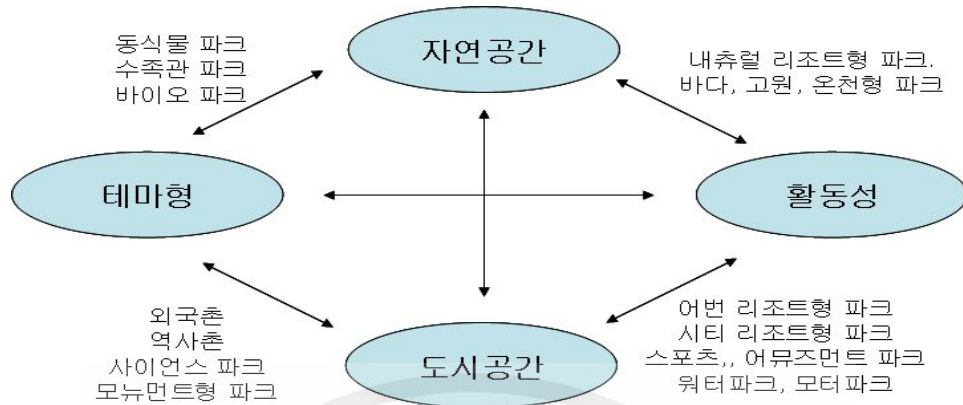 자연공간
동식물 파크
수족관 파크
바이오 파크
내츄럴 리조트형 파크.
바다, 고원, 온천형 파크
테마형
활동성
외국촌
역사촌
사이언스 파크
모뉴먼트형 파크
도시공간
어번 리조트형 파크
시티 리조트형 파크
스포츠,, 어뮤즈먼트 파크
워터파크, 모터파크